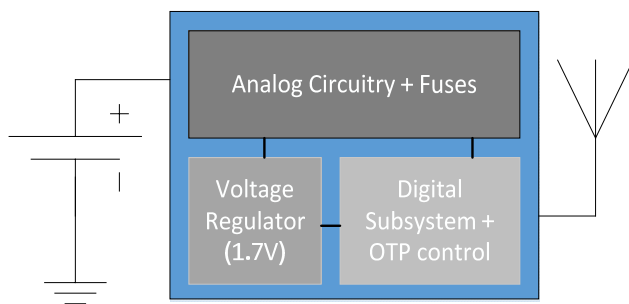 Analog Circuitry + Fuses
Voltage
Regulator
(1.7V)
Digital
Subsystem +
OTP control
+
|